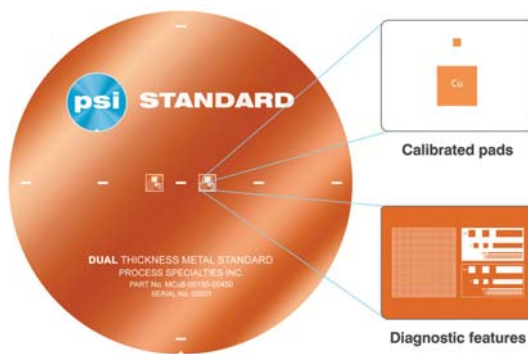 psi STANDARD
DUAL THICKNESS METAL STANDARD
PROCESS SPECIALTIES INC.
PART No. MCu8-00150-00450
SERIAL No. 00001
Cu
Calibrated pads
Diagnostic features